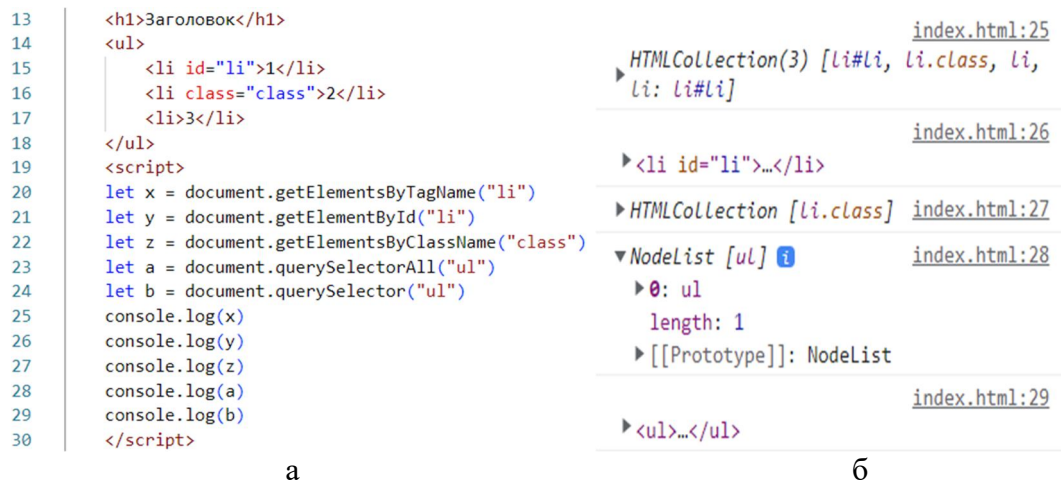 13 <h1>Заголовок</h1>
14 <ul>
15 <li id="li">1</li>
16 <li class="class">2</li>
17 <li>3</li>
18 </ul>
19 <script>
20 let x = document.getElementsByTagName("li")
21 let y = document.getElementById("li")
22 let z = document.getElementsByClassName("class")
23 let a = document.querySelectorAll("ul")
24 let b = document.querySelector("ul")
25 console.log(x)
26 console.log(y)
27 console.log(z)
28 console.log(a)
29 console.log(b)
30 </script>
а
index.html:25
▶ HTMLCollection(3) [li#li, li.class, li,
li: li#li]
index.html:26
▶ <li id="li">…</li>
▶ HTMLCollection [li.class] index.html:27
▼ NodeList [ul] i index.html:28
▶ 0: ul
length: 1
▶ [[Prototype]]: NodeList
index.html:29
▶ <ul>…</ul>
б